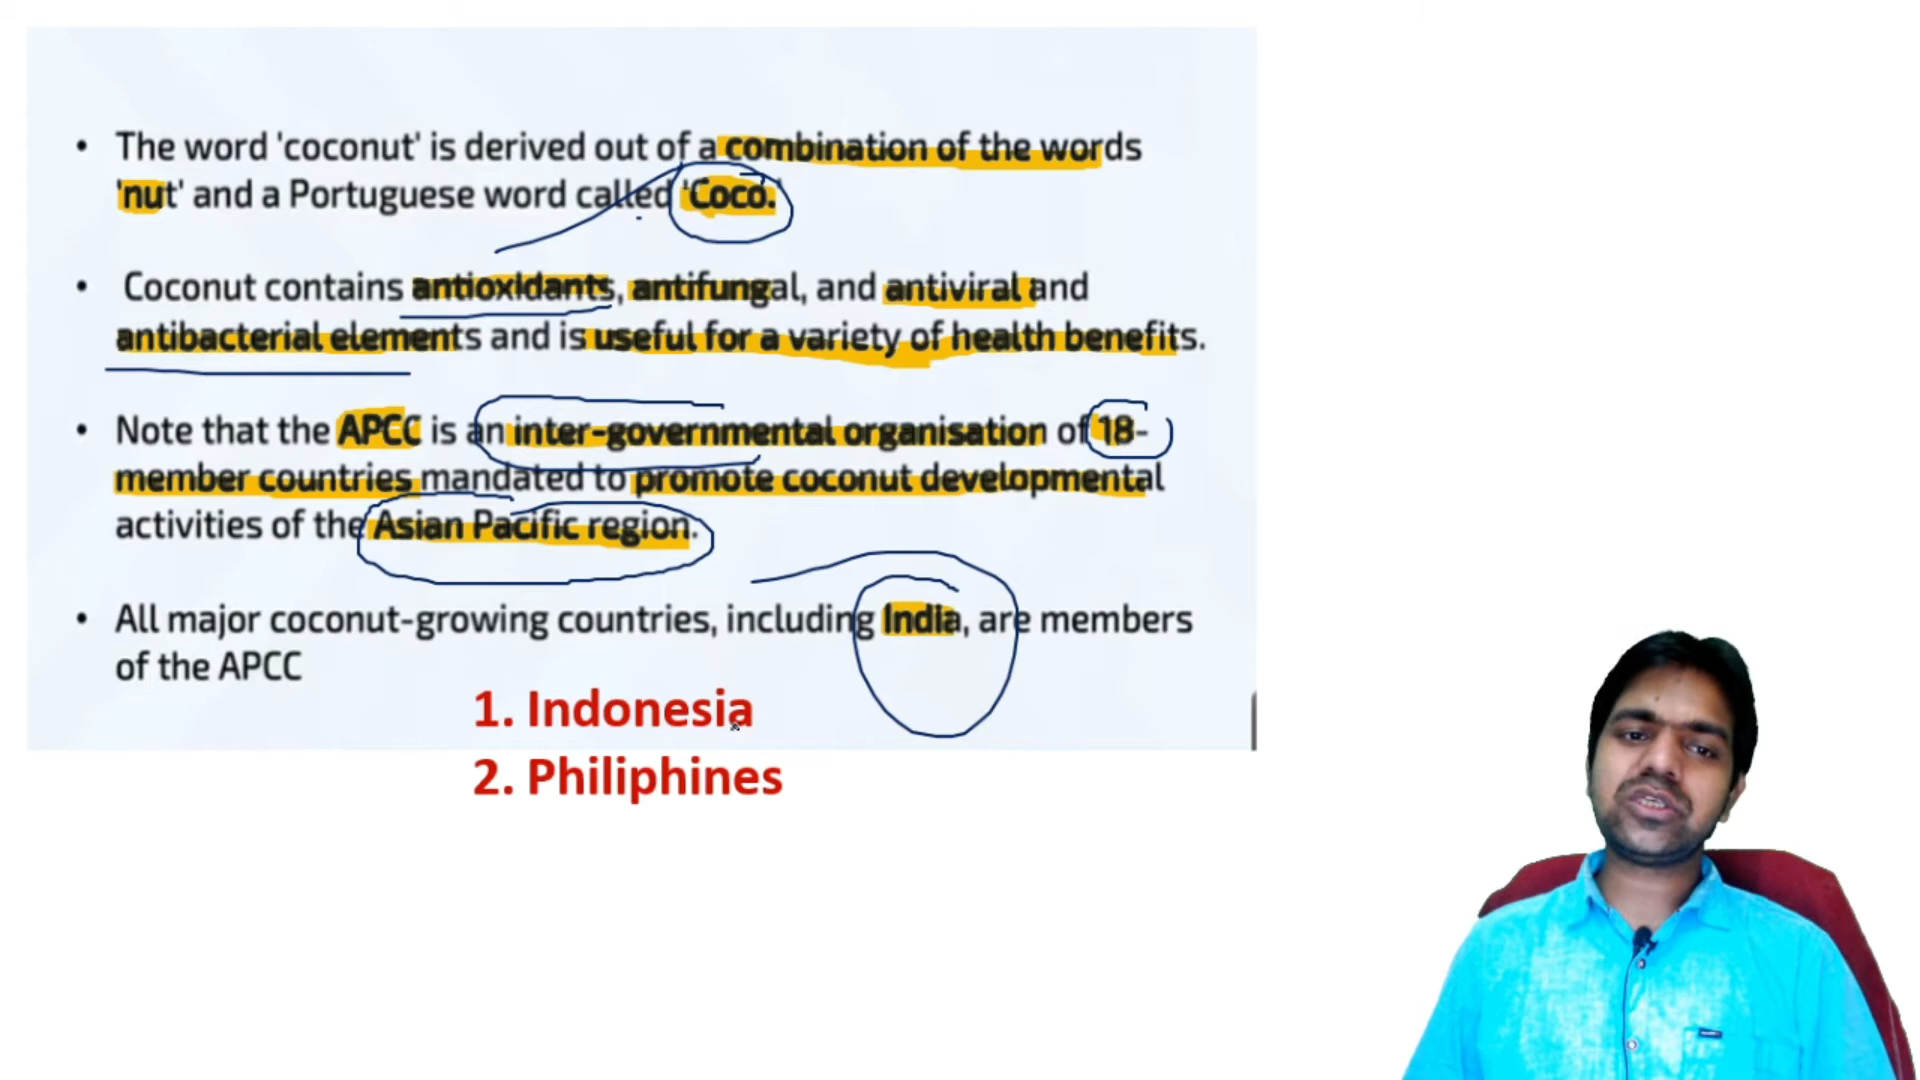 • The word 'coconut' is derived out of a combination of the words
'nut' and a Portuguese word called 'Coco.'
• Coconut contains antioxidants, antifungal, and antiviral and
antibacterial elements and is useful for a variety of health benefits.
• Note that the APCC is an inter-governmental organisation of 18-
member countries mandated to promote coconut developmental
activities of the Asian Pacific region.
• All major coconut-growing countries, including India, are members
of the APCC
1. Indonesia
2. Philiphines